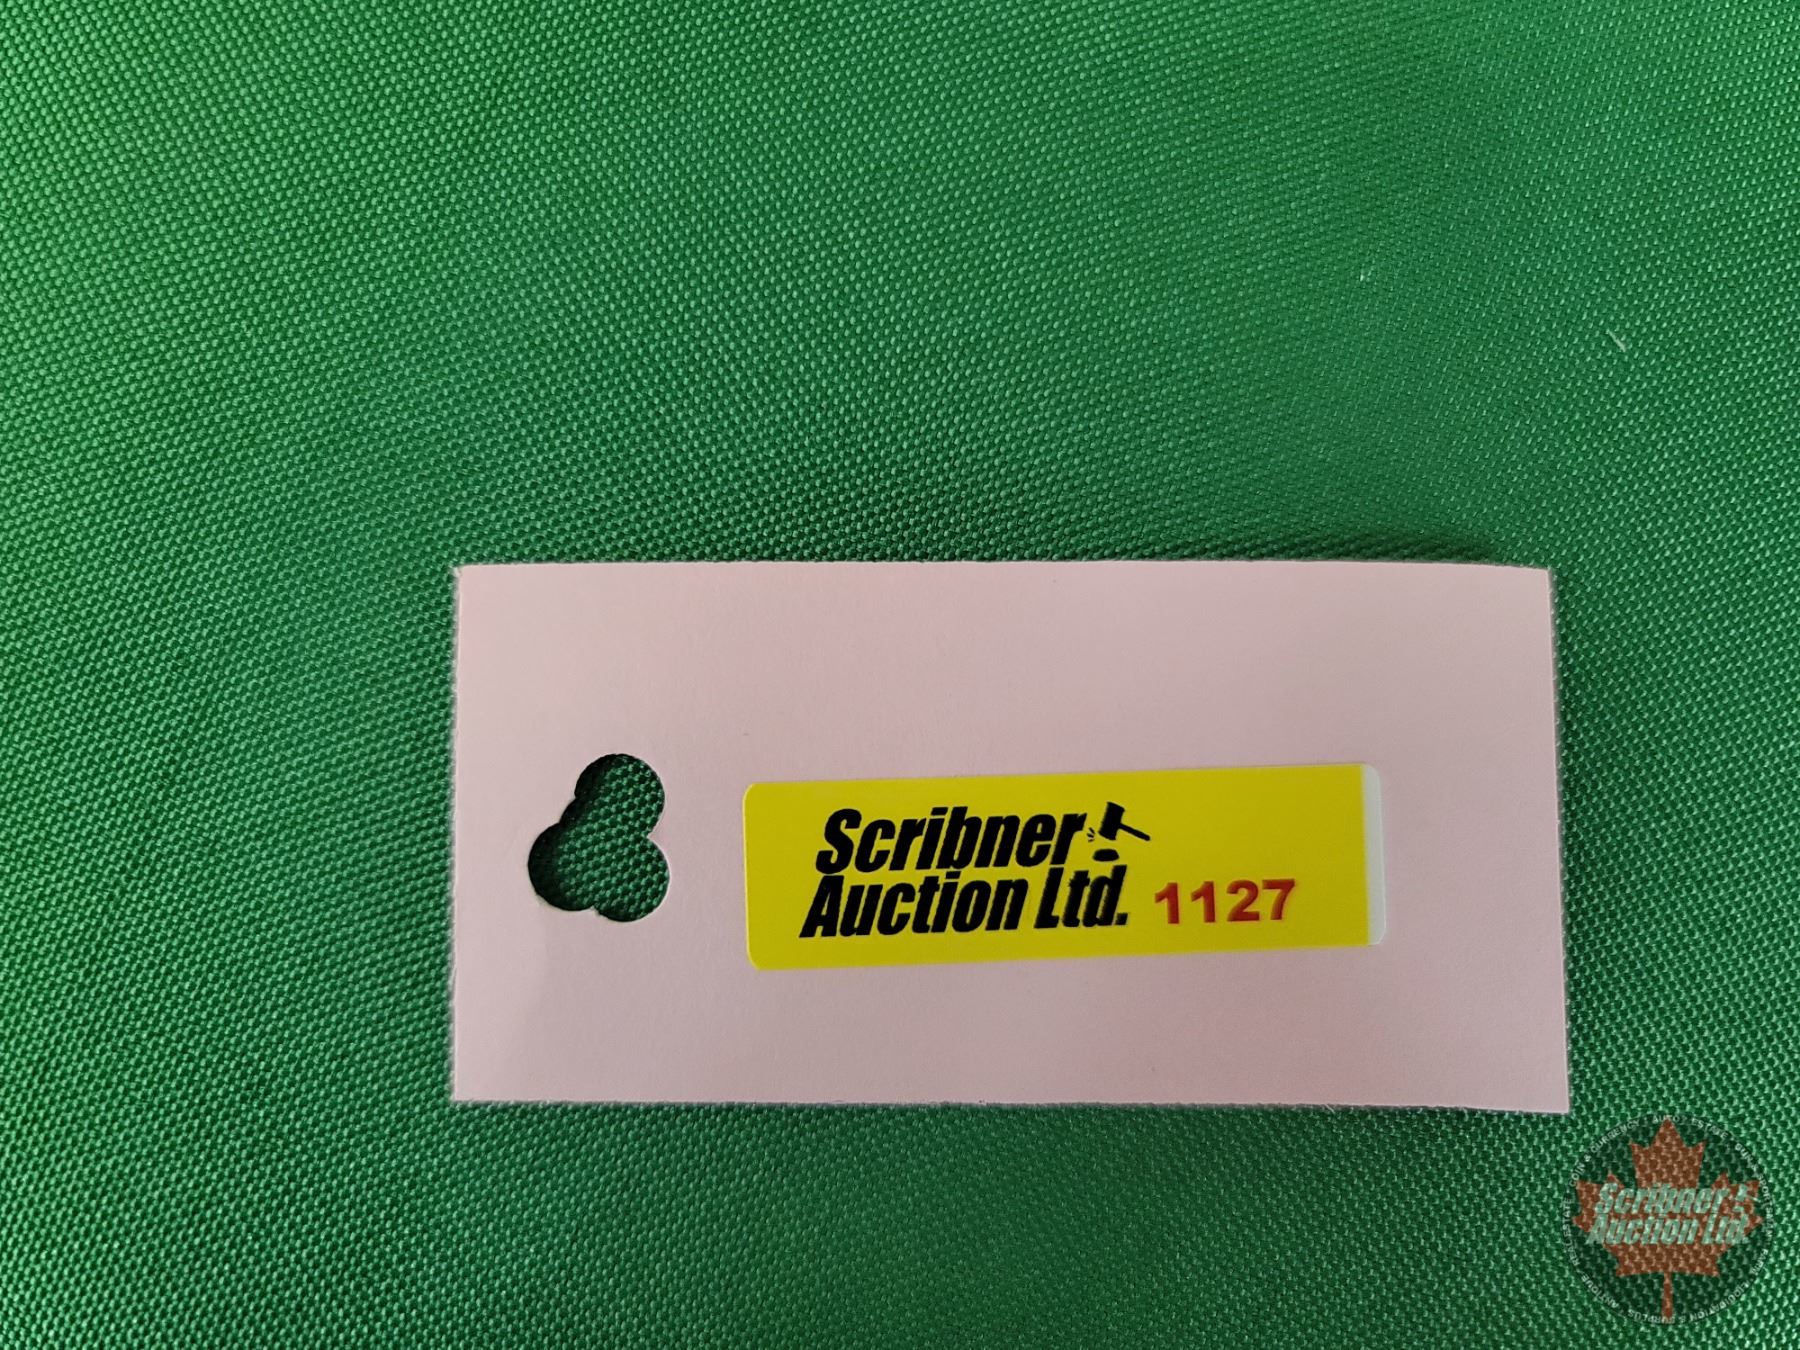 Scribner
Auction Ltd. 1127
Scribner
Auction Ltd.